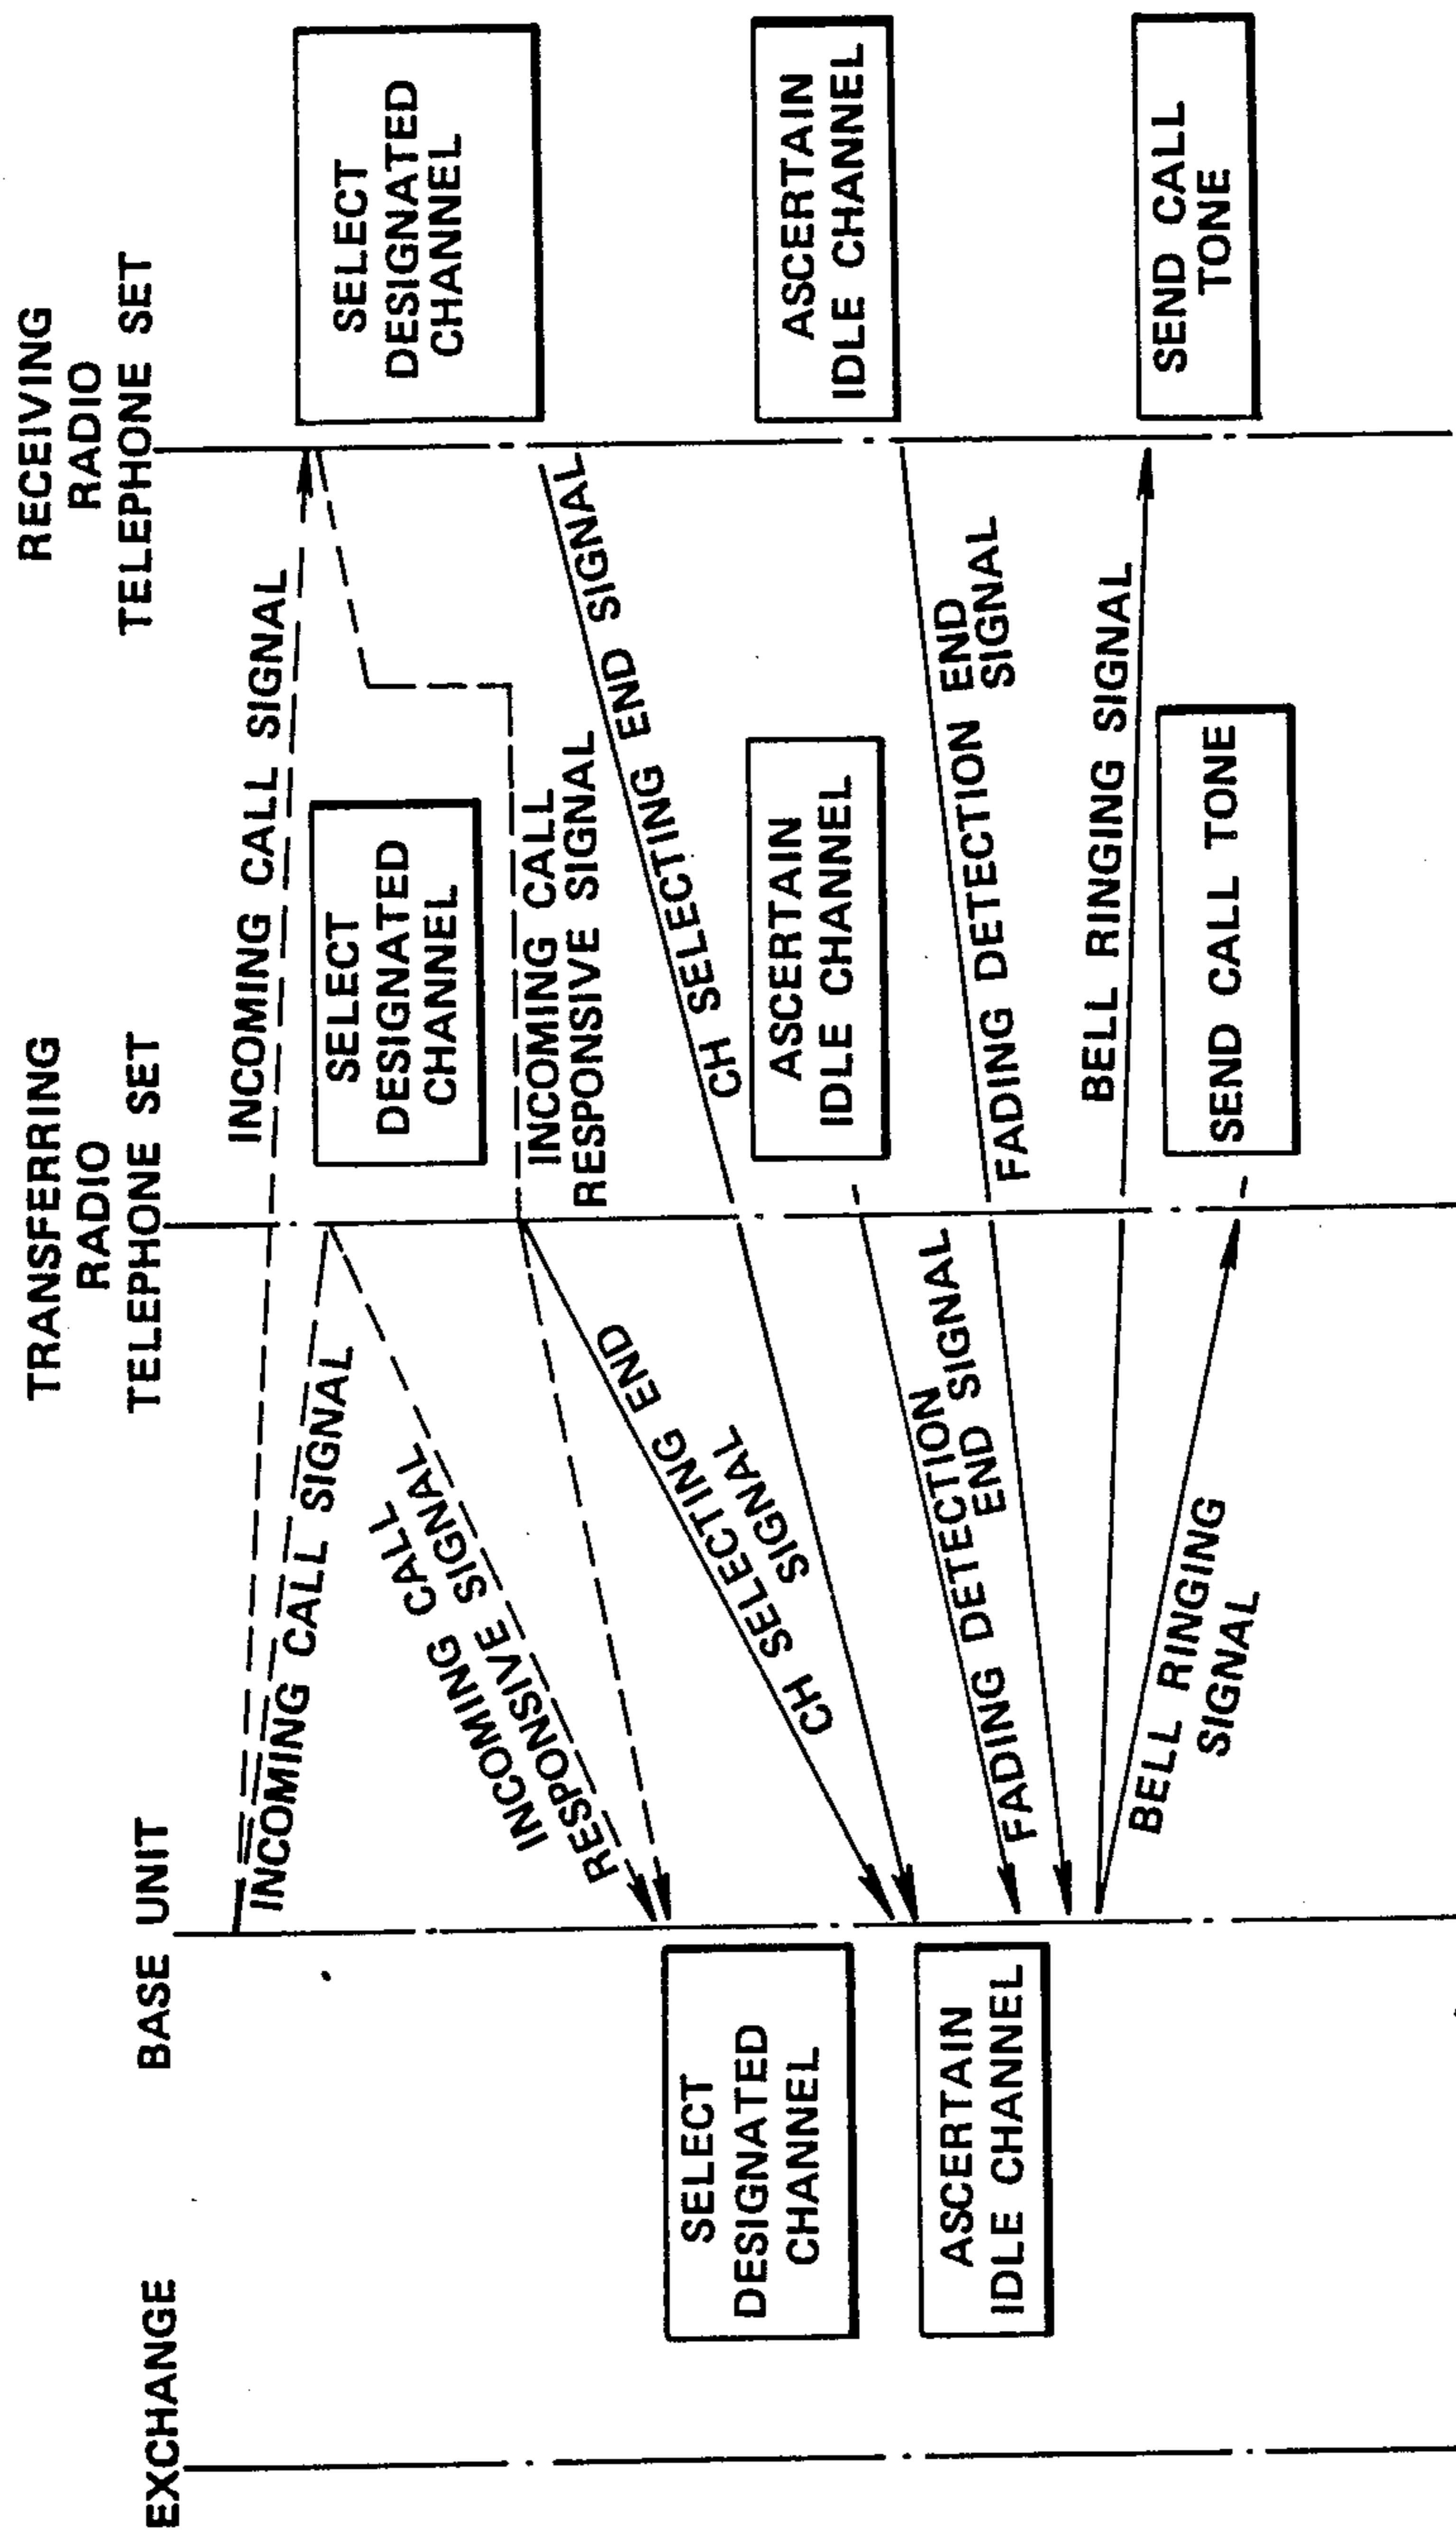 EXCHANGE
BASE UNIT
TRANSFERRING
RADIO
TELEPHONE SET
RECEIVING
RADIO
TELEPHONE SET
INCOMING CALL SIGNAL
INCOMING CALL SIGNAL
SELECT
DESIGNATED
CHANNEL
SELECT
DESIGNATED
CHANNEL
INCOMING CALL
RESPONSIVE SIGNAL
INCOMING CALL
RESPONSIVE SIGNAL
SELECT
DESIGNATED
CHANNEL
CH SELECTING END
SIGNAL
CH SELECTING END SIGNAL
ASCERTAIN
IDLE CHANNEL
ASCERTAIN
IDLE CHANNEL
ASCERTAIN
IDLE CHANNEL
FADING DETECTION
END SIGNAL
FADING DETECTION END
SIGNAL
END SIGNAL
BELL RINGING SIGNAL
BELL RINGING
SIGNAL
SEND CALL TONE
SEND CALL
TONE